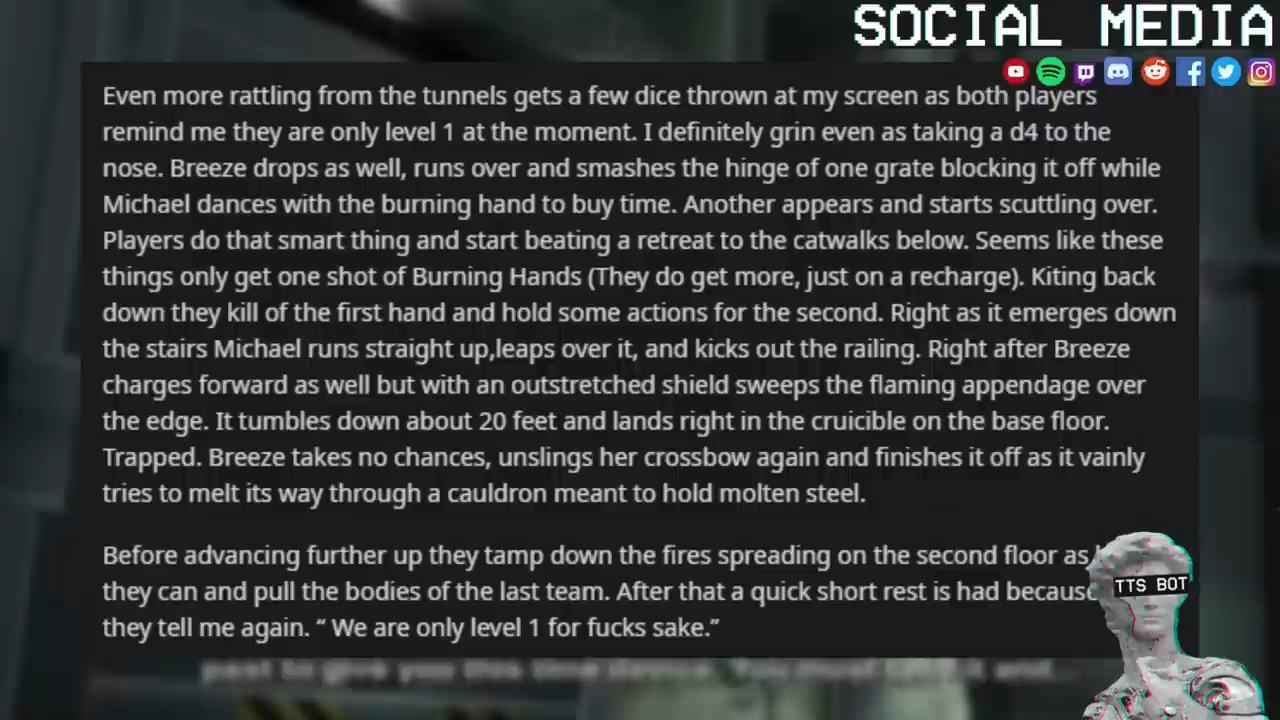 SOCIAL MEDIA
Even more rattling from the tunnels gets a few dice thrown at my screen as both players
remind me they are only level 1 at the moment. I definitely grin even as taking a d4 to the
nose. Breeze drops as well, runs over and smashes the hinge of one grate blocking it off while
Michael dances with the burning hand to buy time. Another appears and starts scuttling over.
Players do that smart thing and start beating a retreat to the catwalks below. Seems like these
things only get one shot of Burning Hands (They do get more, just on a recharge). Kiting back
down they kill of the first hand and hold some actions for the second. Right as it emerges down
the stairs Michael runs straight up,leaps over it, and kicks out the railing. Right after Breeze
charges forward as well but with an outstretched shield sweeps the flaming appendage over
the edge. It tumbles down about 20 feet and lands right in the cruicible on the base floor.
Trapped. Breeze takes no chances, unslings her crossbow again and finishes it off as it vainly
tries to melt its way through a cauldron meant to hold molten steel.
Before advancing further up they tamp down the fires spreading on the second floor as
they can and pull the bodies of the last team. After that a quick short rest is had because
they tell me again. “ We are only level 1 for fucks sake.”
TTS BOT